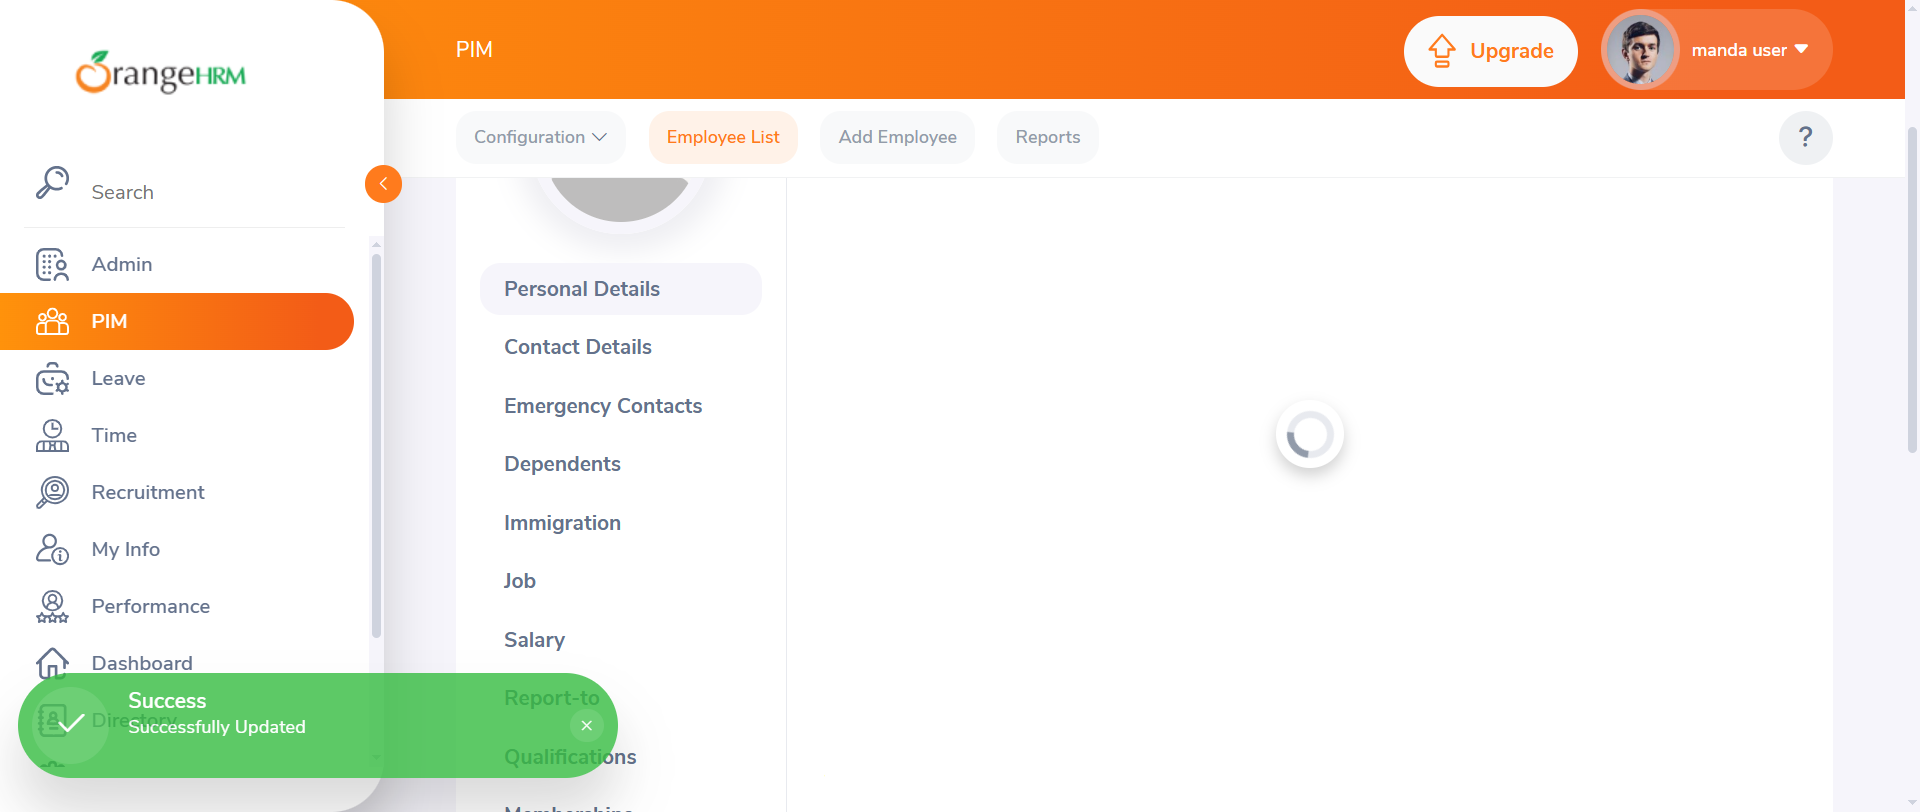 OrangeHRM
PIM
Upgrade
manda user
Configuration
Employee List
Add Employee
Reports
?
Search
Admin
PIM
Leave
Time
Recruitment
My Info
Performance
Dashboard
Directory
Personal Details
Contact Details
Emergency Contacts
Dependents
Immigration
Job
Salary
Report-to
Qualifications
Memberships
Success
Successfully Updated